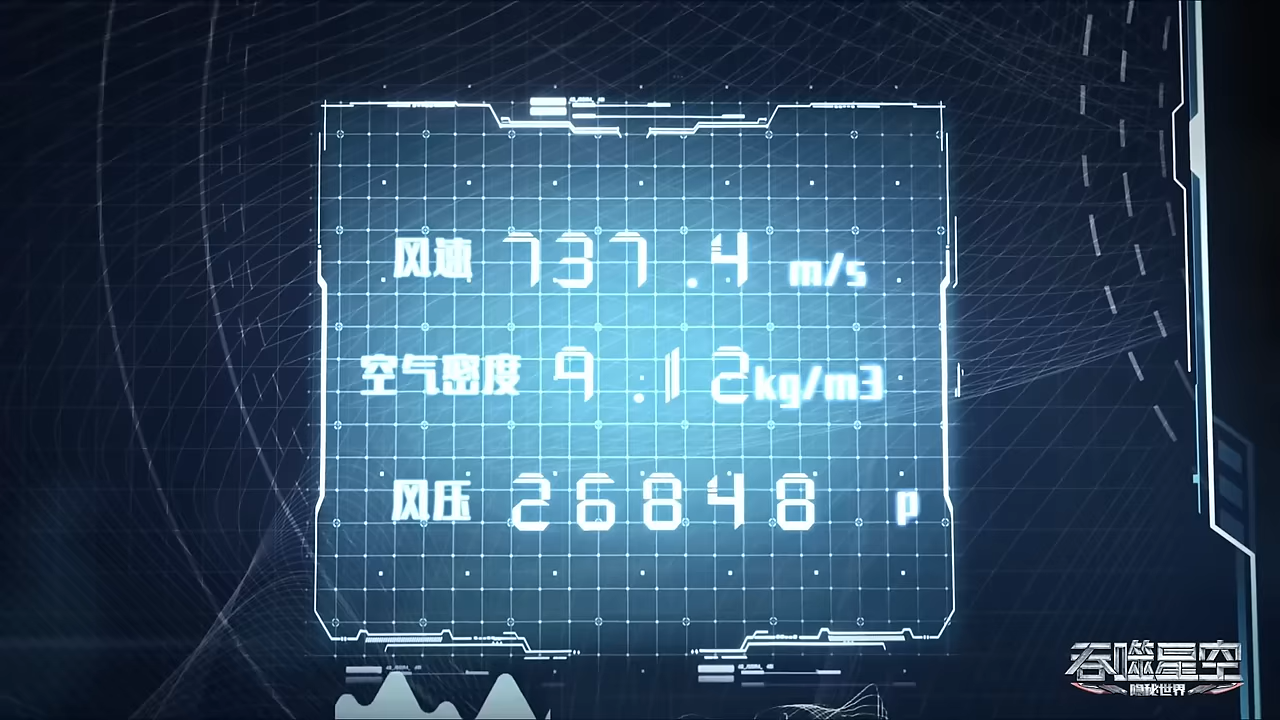 风速 737.4 m/s
空气密度 9.12kg/m3
风压 26848 p
吞噬星空
隐秘世界